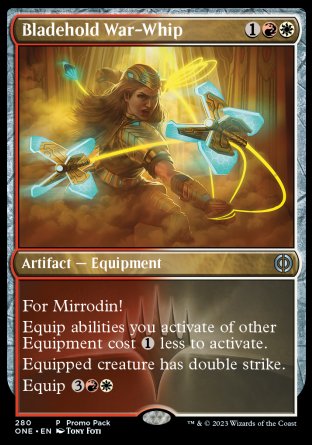 Bladehold War-Whip 1
Artifact — Equipment
For Mirrodin!
Equip abilities you activate of other
Equipment cost 1 less to activate.
Equipped creature has double strike.
Equip 3
280 P Promo Pack
ONE • EN Tony Foti ™ & © 2023 Wizards of the Coast